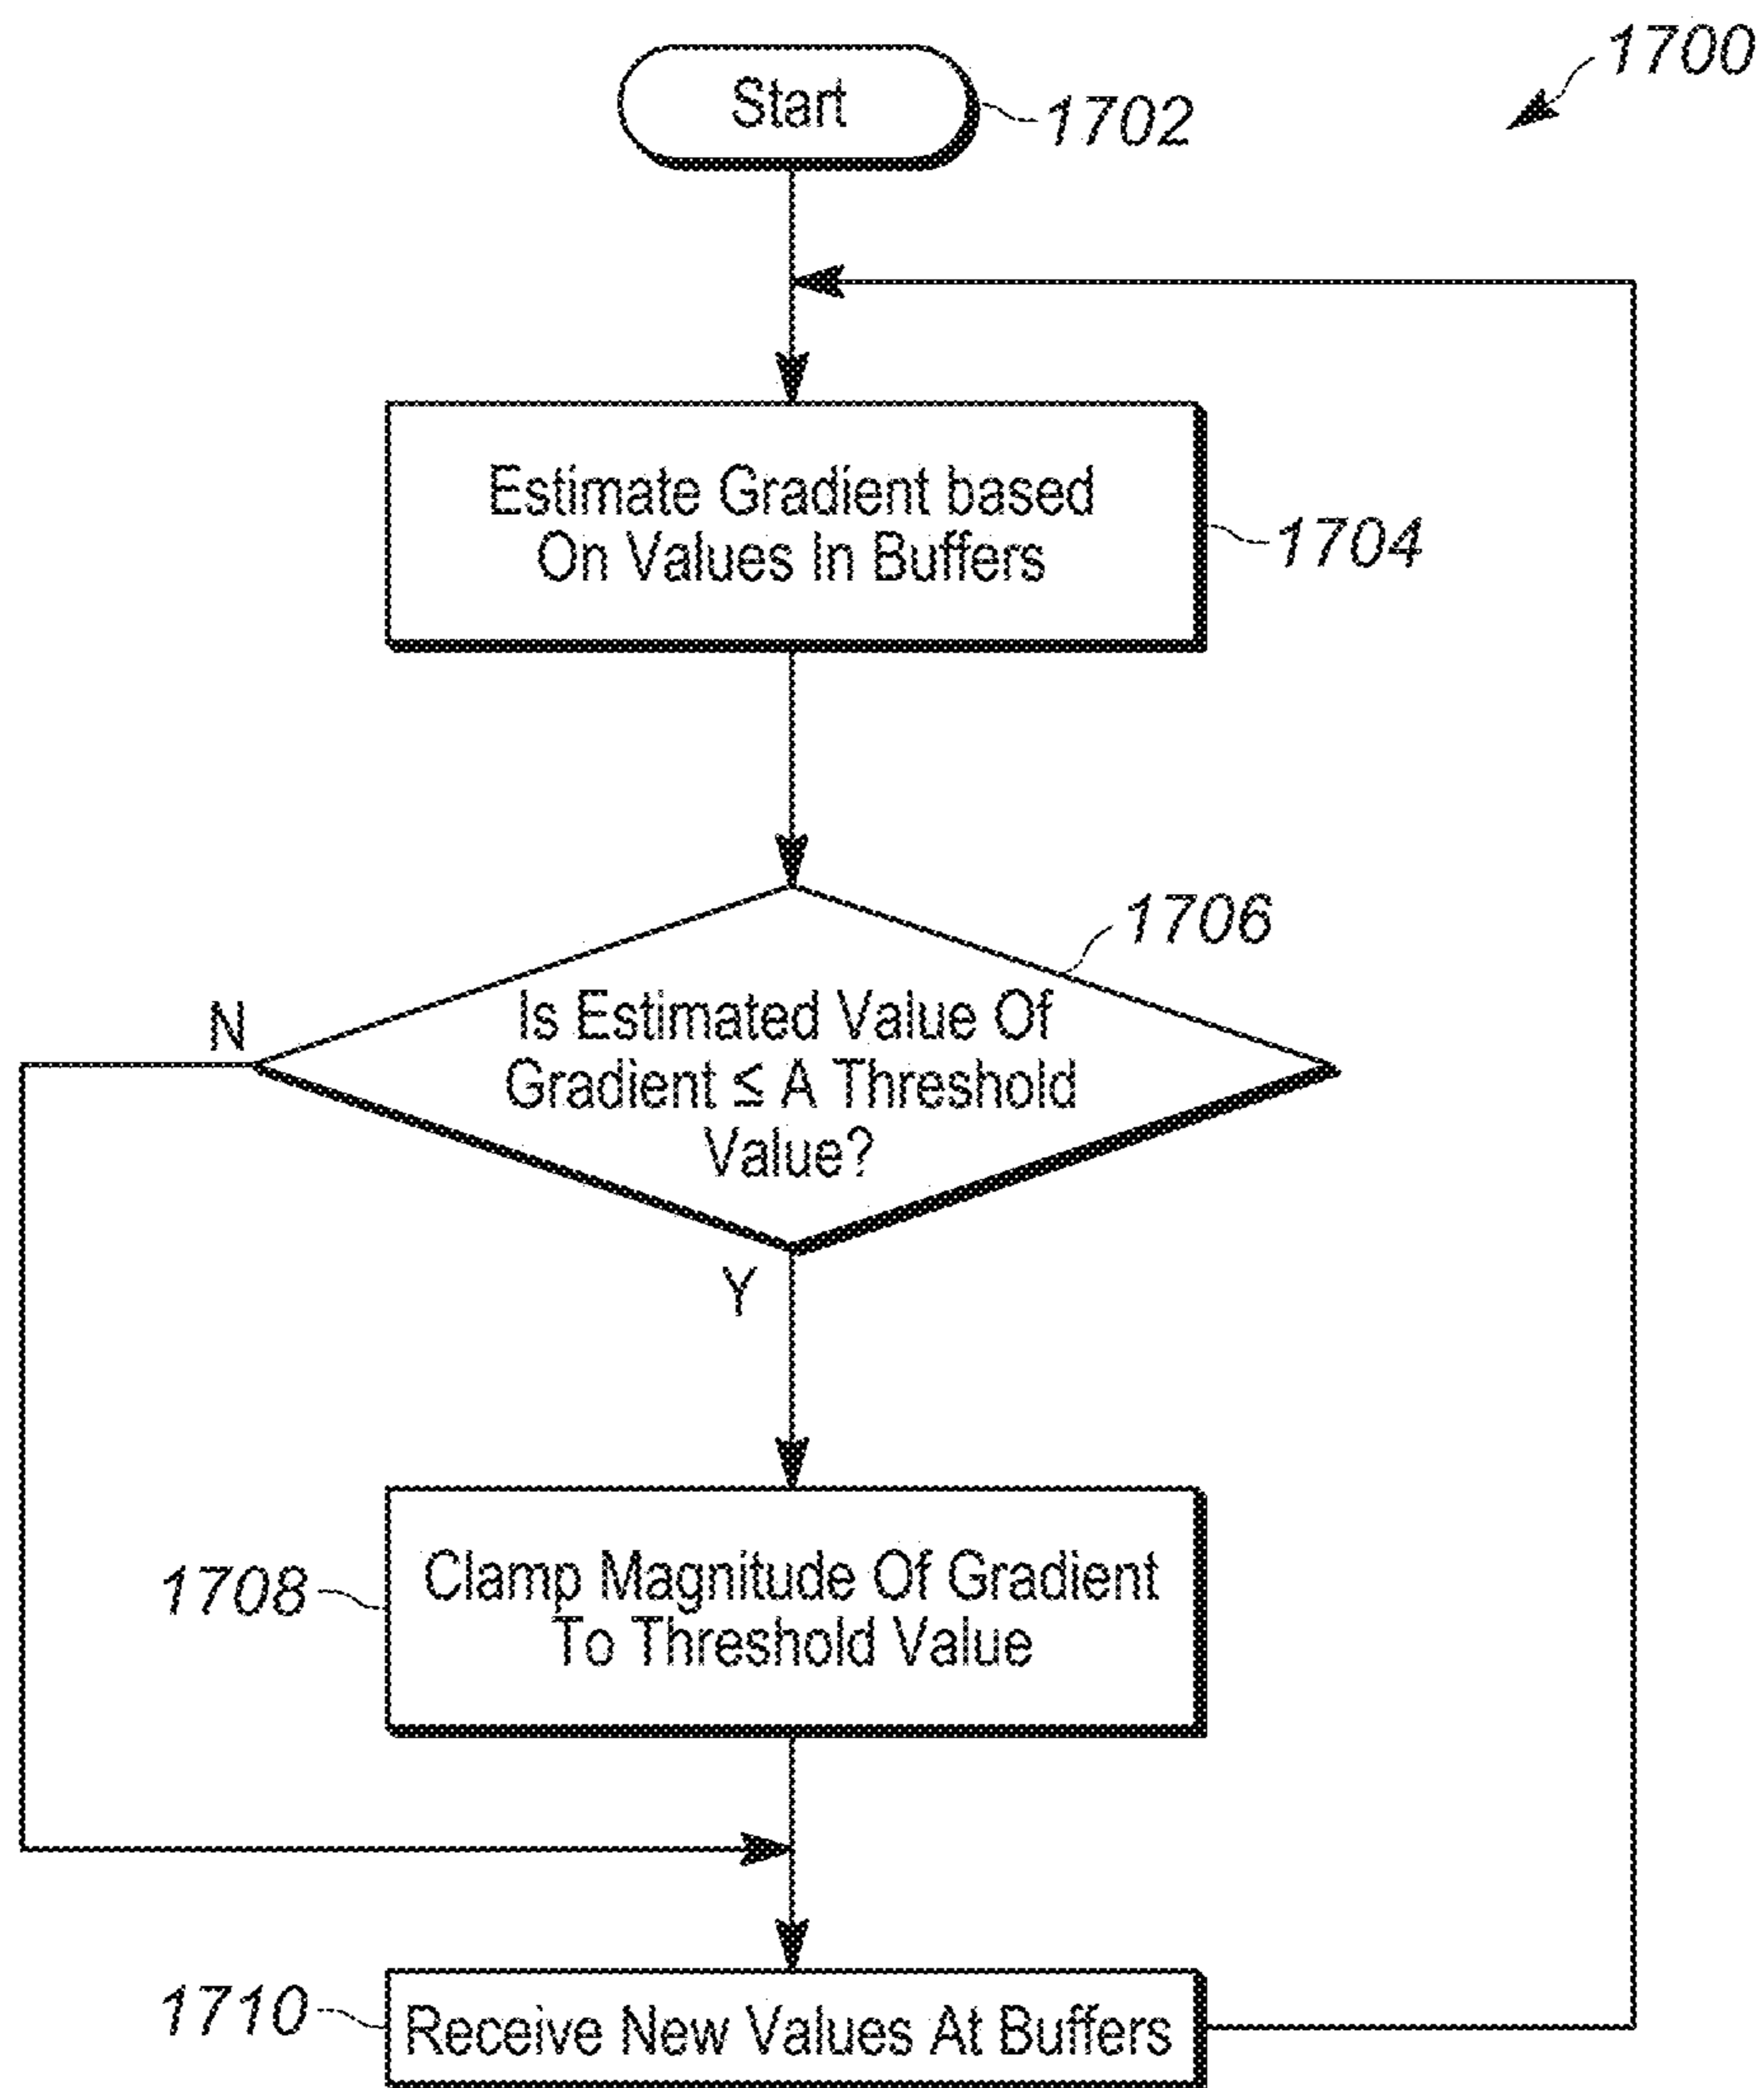 1700
Start
1702
Estimate Gradient based
On Values In Buffers
1704
1706
N
Is Estimated Value Of
Gradient ≤ A Threshold
Value?
Y
1708
Clamp Magnitude Of Gradient
To Threshold Value
1710
Receive New Values At Buffers